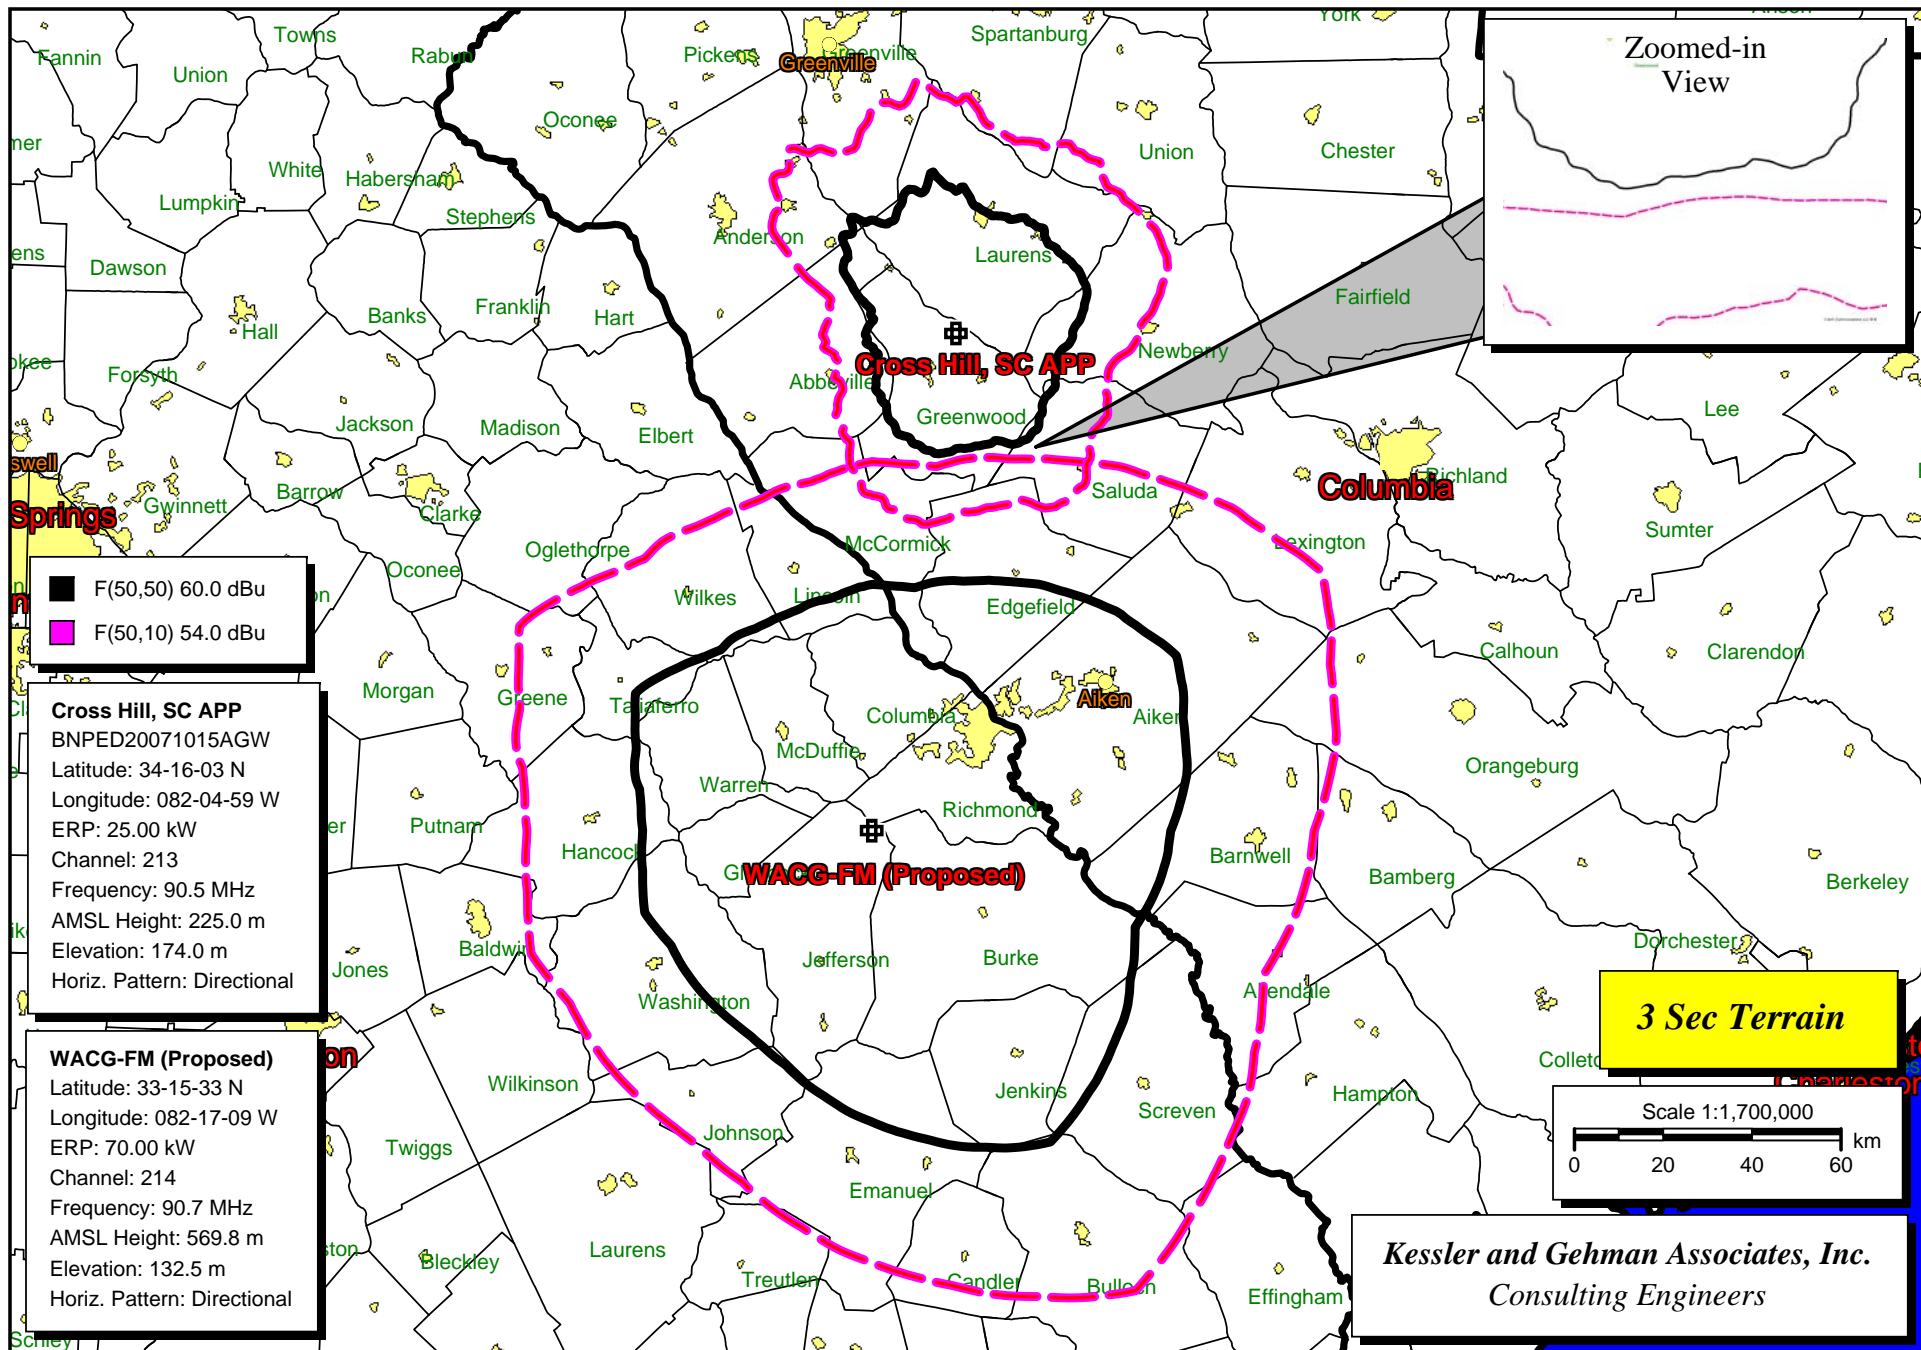 Towns
York
Fannin
Union
Rabun
Pickens
Greenville
Greenville
Spartanburg
Zoomed-in
View
Oconee
White
Habersham
Union
Chester
Lumpkin
Stephens
Anderson
Laurens
Dawson
Banks
Franklin
Hart
Fairfield
Hall
Cross Hill, SC APP
Newberry
Forsyth
Abbeville
Jackson
Madison
Elbert
Greenwood
Lee
Gwinnett
Barrow
Clarke
Saluda
Columbia
Richland
Springs
Sumter
Oglethorpe
McCormick
Lexington
Oconee
F(50,50) 60.0 dBu
F(50,10) 54.0 dBu
Wilkes
Lincoln
Edgefield
Calhoun
Clarendon
Morgan
Greene
Taliaferro
Columbia
Aiken
Aiken
McDuffie
Warren
Orangeburg
Cross Hill, SC APP
BNPED20071015AGW
Latitude: 34-16-03 N
Longitude: 082-04-59 W
ERP: 25.00 kW
Channel: 213
Frequency: 90.5 MHz
AMSL Height: 225.0 m
Elevation: 174.0 m
Horiz. Pattern: Directional
Putnam
Hancock
Richmond
WACG-FM (Proposed)
Barnwell
Bamberg
Berkeley
Baldwin
Jones
Jefferson
Burke
Dorchester
Washington
Allendale
3 Sec Terrain
WACG-FM (Proposed)
Latitude: 33-15-33 N
Longitude: 082-17-09 W
ERP: 70.00 kW
Channel: 214
Frequency: 90.7 MHz
AMSL Height: 569.8 m
Elevation: 132.5 m
Horiz. Pattern: Directional
Wilkinson
Jenkins
Screven
Hampton
Charleston
Scale 1:1,700,000
0 20 40 60 km
Twiggs
Johnson
Emanuel
Laurens
Bleckley
Treutlen
Candler
Bulloch
Effingham
Schley
Kessler and Gehman Associates, Inc.
Consulting Engineers